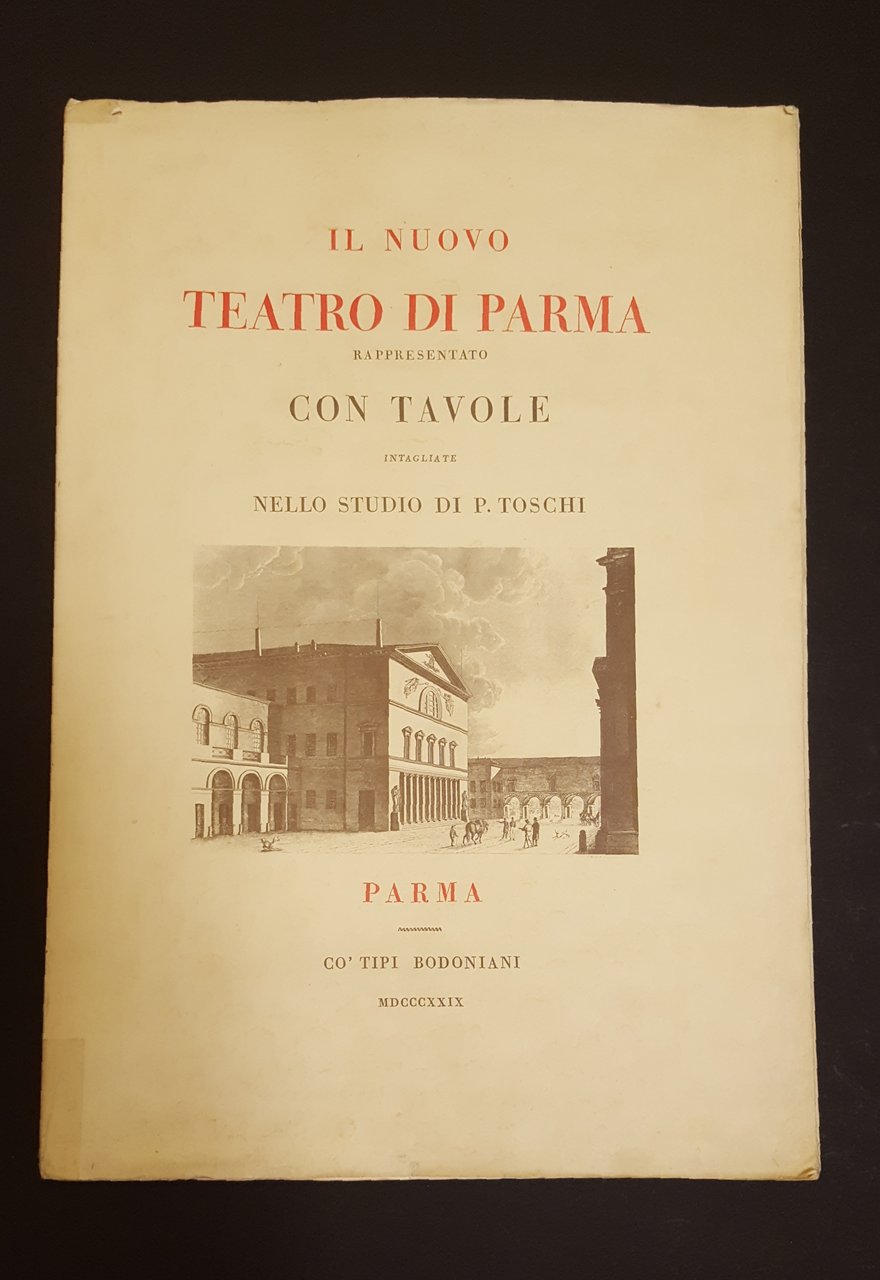 IL NUOVO
TEATRO DI PARMA
RAPPRESENTATO
CON TAVOLE
INTAGLIATE
NELLO STUDIO DI P. TOSCHI
PARMA
CO' TIPI BODONIANI
MDCCCXXIX